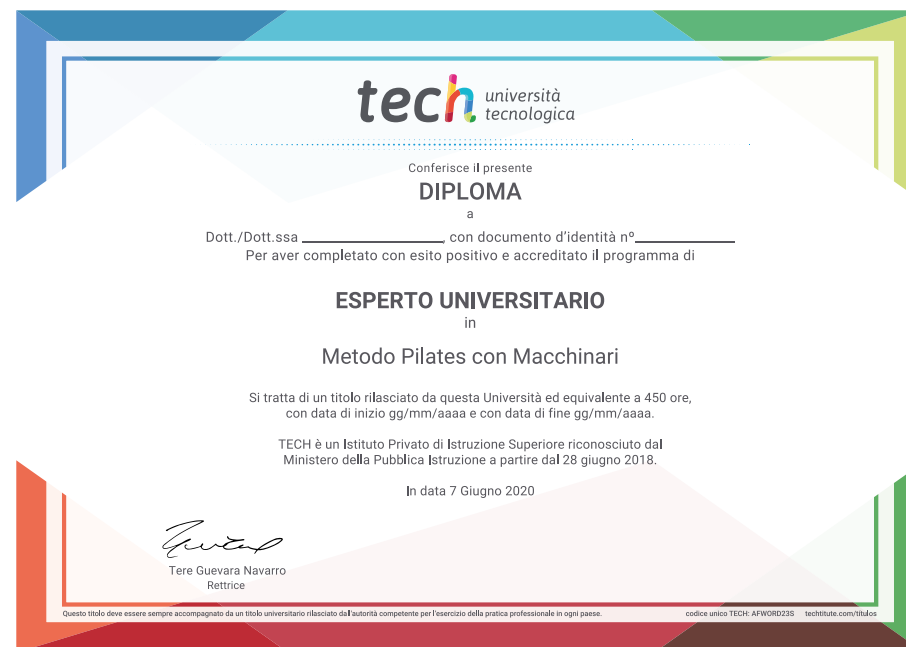 tech università
tecnologica
Conferisce il presente
DIPLOMA
a
Dott./Dott.ssa ____________________, con documento d'identità nº______________
Per aver completato con esito positivo e accreditato il programma di
ESPERTO UNIVERSITARIO
in
Metodo Pilates con Macchinari
Si tratta di un titolo rilasciato da questa Università ed equivalente a 450 ore,
con data di inizio gg/mm/aaaa e con data di fine gg/mm/aaaa.
TECH è un Istituto Privato di Istruzione Superiore riconosciuto dal
Ministero della Pubblica Istruzione a partire dal 28 giugno 2018.
In data 7 Giugno 2020
Tere Guevara Navarro
Rettrice
Questo titolo deve essere sempre accompagnato da un titolo universitario rilasciato dall'autorità competente per l'esercizio della pratica professionale in ogni paese. codice unico TECH: AFWORD23S techtitute.com/titulos